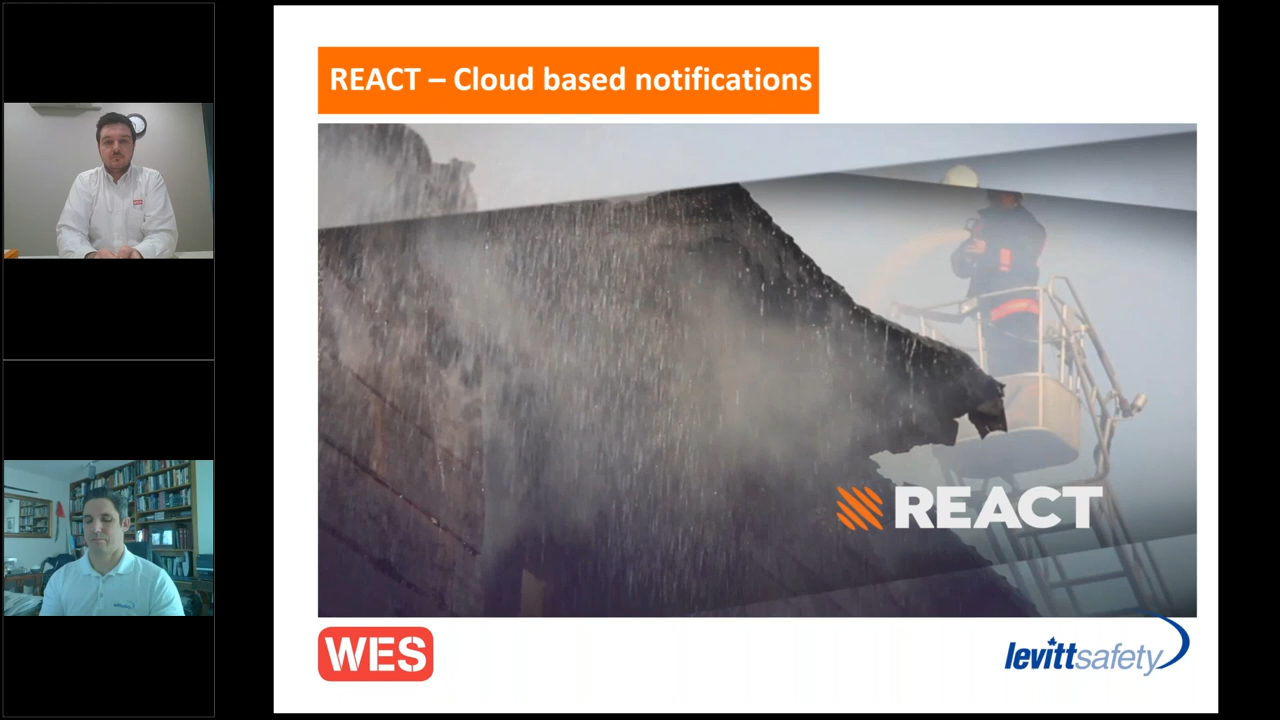 REACT – Cloud based notifications
REACT
WES
levittsafety